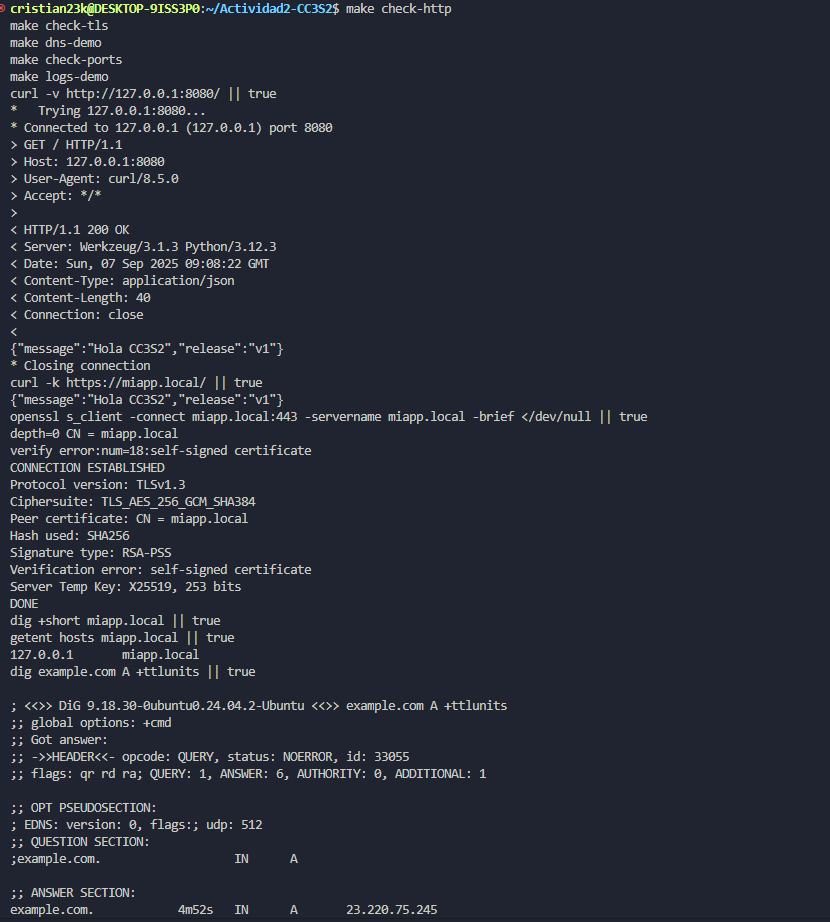 cristian23k@DESKTOP-9ISS3P0:~/Actividad2-CC3S2$ make check-http
make check-tls
make dns-demo
make check-ports
make logs-demo
curl -v http://127.0.0.1:8080/ || true
*   Trying 127.0.0.1:8080...
* Connected to 127.0.0.1 (127.0.0.1) port 8080
> GET / HTTP/1.1
> Host: 127.0.0.1:8080
> User-Agent: curl/8.5.0
> Accept: */*
>
< HTTP/1.1 200 OK
< Server: Werkzeug/3.1.3 Python/3.12.3
< Date: Sun, 07 Sep 2025 09:08:22 GMT
< Content-Type: application/json
< Content-Length: 40
< Connection: close
<
{"message":"Hola CC3S2","release":"v1"}
* Closing connection
curl -k https://miapp.local/ || true
{"message":"Hola CC3S2","release":"v1"}
openssl s_client -connect miapp.local:443 -servername miapp.local -brief </dev/null || true
depth=0 CN = miapp.local
verify error:num=18:self-signed certificate
CONNECTION ESTABLISHED
Protocol version: TLSv1.3
Ciphersuite: TLS_AES_256_GCM_SHA384
Peer certificate: CN = miapp.local
Hash used: SHA256
Signature type: RSA-PSS
Verification error: self-signed certificate
Server Temp Key: X25519, 253 bits
DONE
dig +short miapp.local || true
getent hosts miapp.local || true
127.0.0.1       miapp.local
dig example.com A +ttlunits || true

; <<>> DiG 9.18.30-0ubuntu0.24.04.2-Ubuntu <<>> example.com A +ttlunits
;; global options: +cmd
;; Got answer:
;; ->>HEADER<<- opcode: QUERY, status: NOERROR, id: 33055
;; flags: qr rd ra; QUERY: 1, ANSWER: 6, AUTHORITY: 0, ADDITIONAL: 1

;; OPT PSEUDOSECTION:
; EDNS: version: 0, flags:; udp: 512
;; QUESTION SECTION:
;example.com.                   IN      A

;; ANSWER SECTION:
example.com.            4m52s   IN      A       23.220.75.245